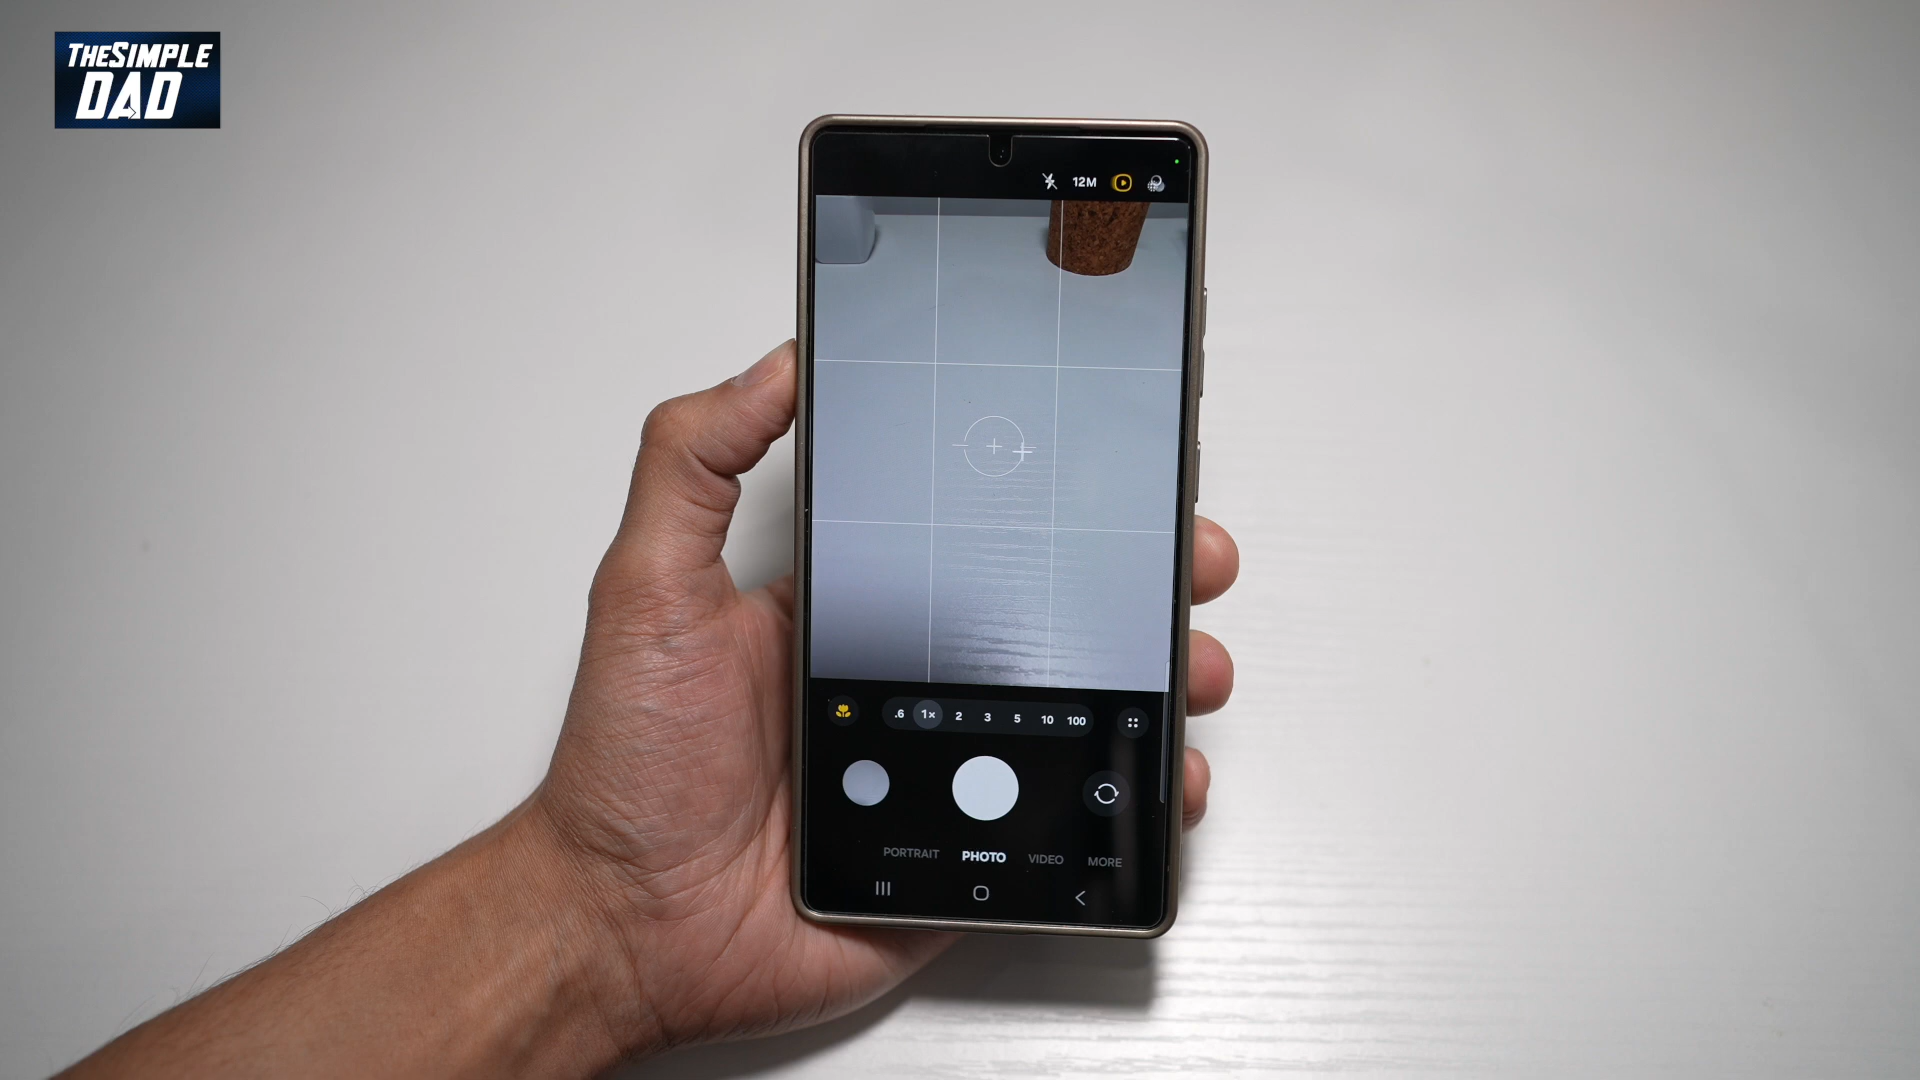 THESIMPLE
DAD
12M
.6 1× 2 3 5 10 100
PORTRAIT PHOTO VIDEO MORE